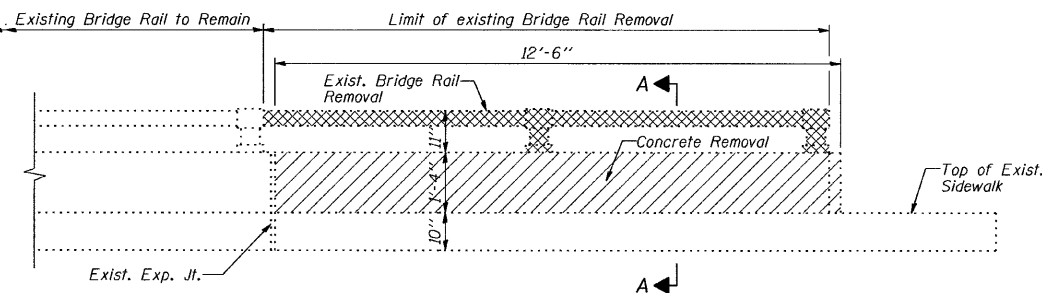 Existing Bridge Rail to Remain
Limit of existing Bridge Rail Removal
12'-6"
Exist. Bridge Rail
Removal
A
11"
Concrete Removal
1'-4"
Top of Exist.
Sidewalk
10"
Exist. Exp. Jt.
A